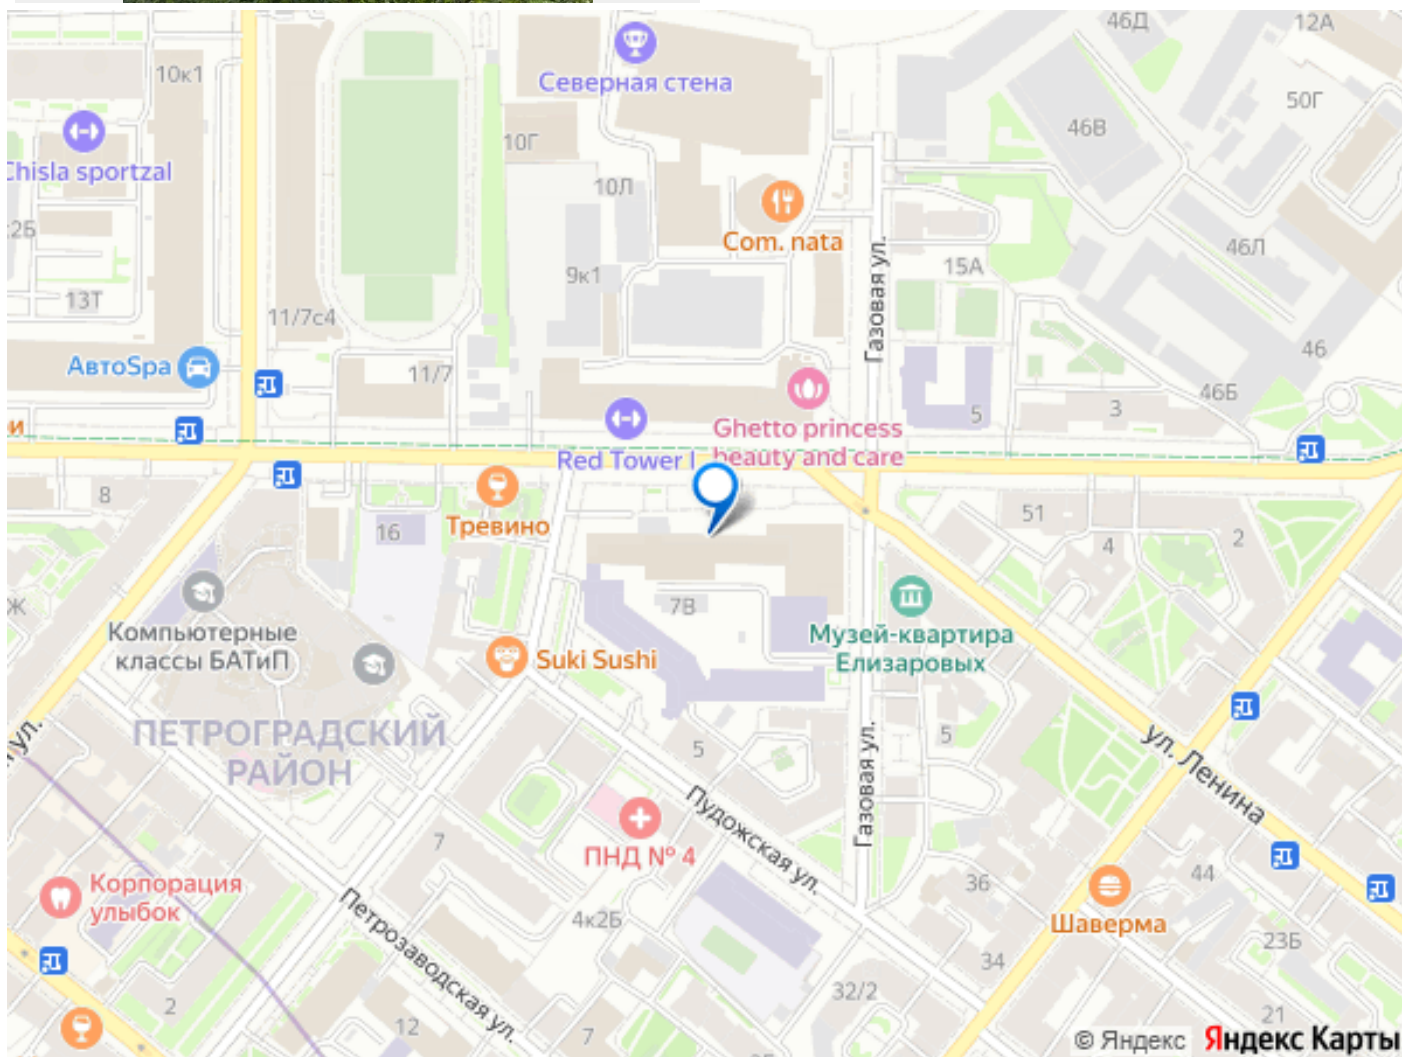 46Д
12А
10к1
Северная стена
50Г
46В
Chisla sportzal
10Г
10Л
Com. nata
к2Б
46Л
15А
9к1
Газовая ул.
13Т
11/7с4
46
АвтоSpa
11/7
46Б
5
3
Ghetto princess
beauty and care
Red Tower I
8
51
16
Тревино
4
2
Ж
7В
Компьютерные
классы БАТиП
Музей-квартира
Елизаровых
Suki Sushi
ПЕТРОГРАДСКИЙ
РАЙОН
ул.
5
5
ул. Ленина
Газовая ул.
Пудожская ул.
7
ПНД № 4
Корпорация
улыбок
36
44
4к2Б
Шаверма
23Б
Петрозаводская ул.
34
32/2
2
12
7
21
© Яндекс Яндекс Карты